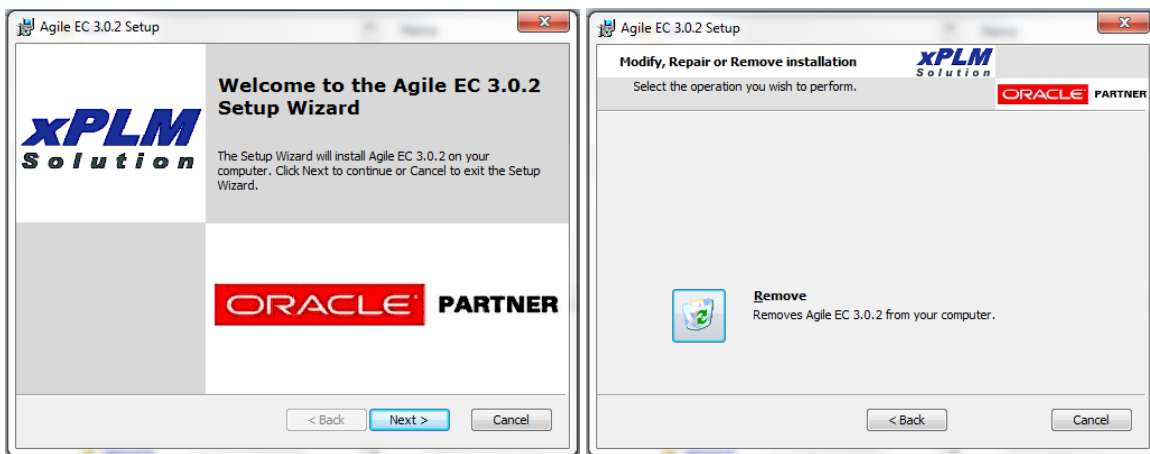 Agile EC 3.0.2 Setup
xPLM
Solution
Welcome to the Agile EC 3.0.2
Setup Wizard
The Setup Wizard will install Agile EC 3.0.2 on your
computer. Click Next to continue or Cancel to exit the Setup
Wizard.
ORACLE PARTNER
< Back
Next >
Cancel
Agile EC 3.0.2 Setup
Modify, Repair or Remove installation
Select the operation you wish to perform.
xPLM
Solution
ORACLE PARTNER
Remove
Removes Agile EC 3.0.2 from your computer.
< Back
Cancel